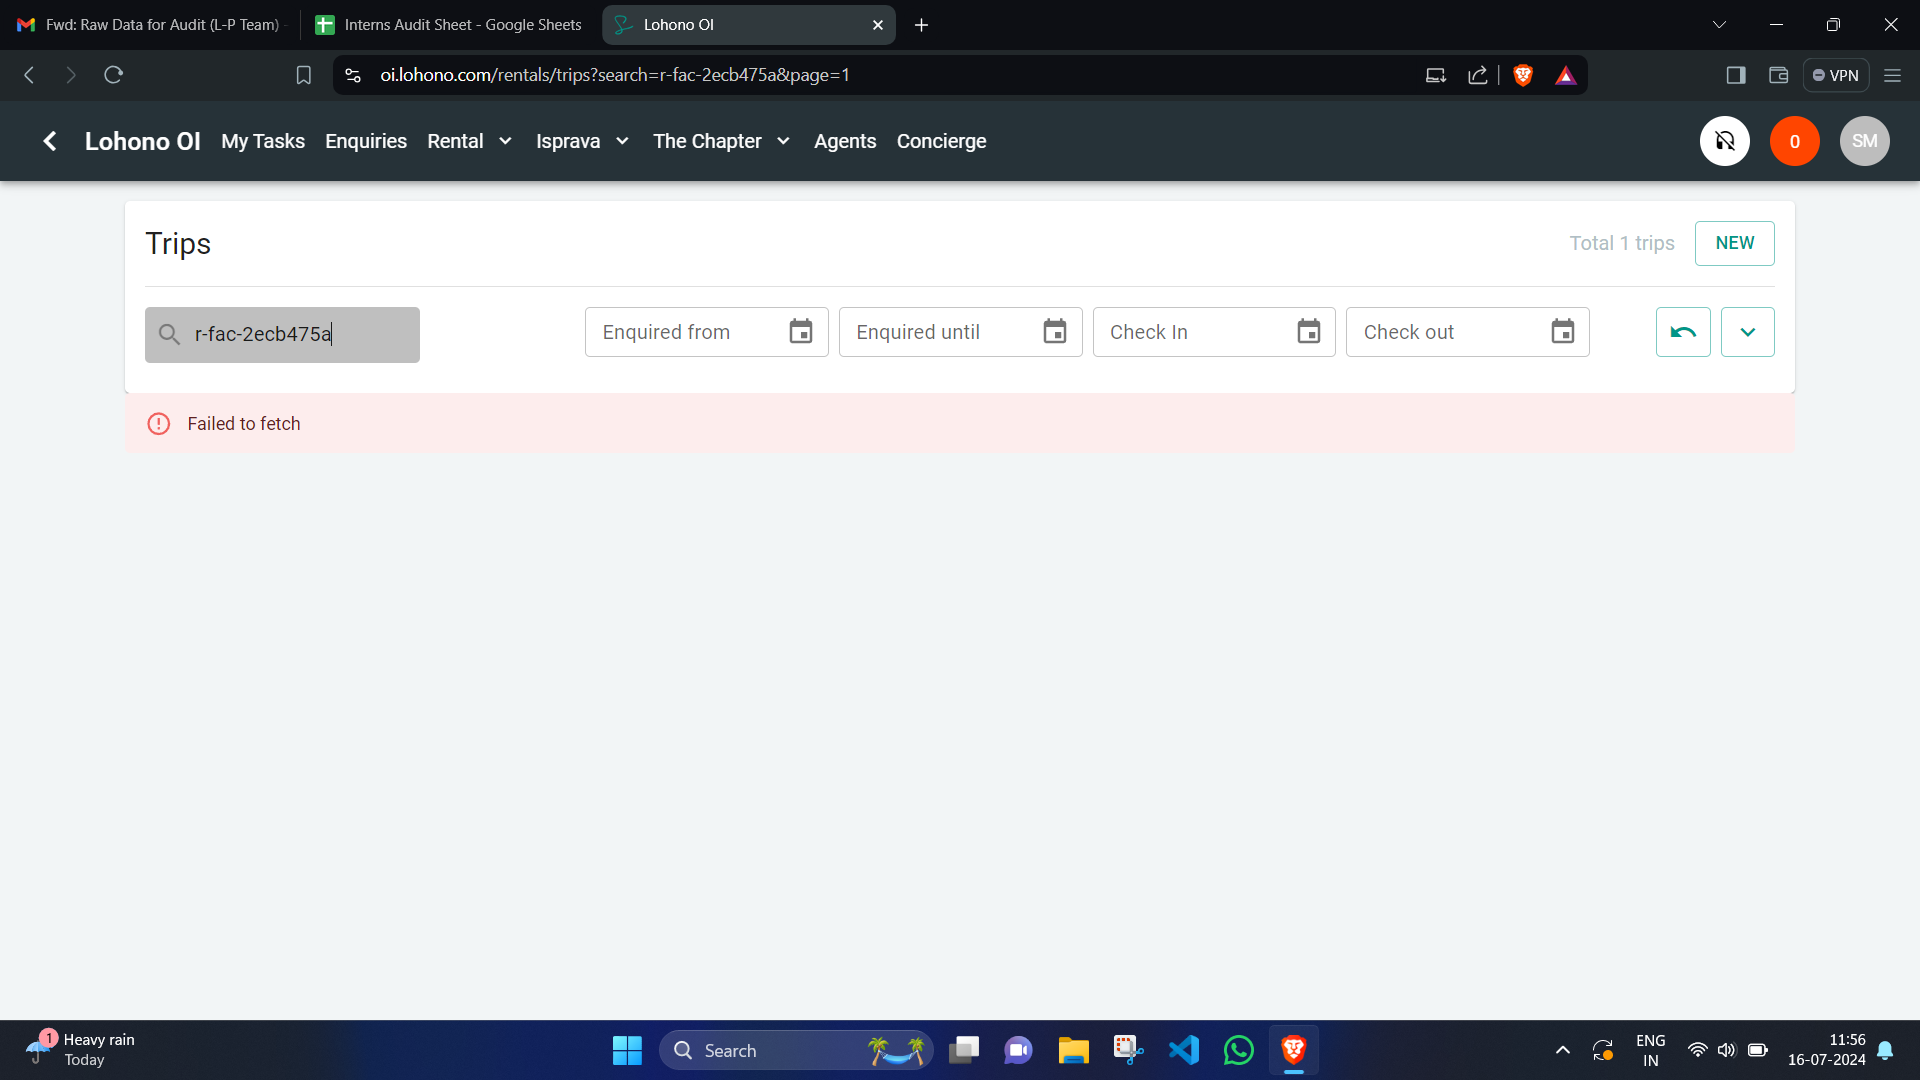 Fwd: Raw Data for Audit (L-P Team) -
Interns Audit Sheet - Google Sheets
Lohono OI
oi.lohono.com/rentals/trips?search=r-fac-2ecb475a&page=1
VPN
Lohono OI
My Tasks
Enquiries
Rental
Isprava
The Chapter
Agents
Concierge
0
SM
Trips
Total 1 trips
NEW
r-fac-2ecb475a
Enquired from
Enquired until
Check In
Check out
Failed to fetch
1
Heavy rain
Today
Search
ENG
IN
11:56
16-07-2024